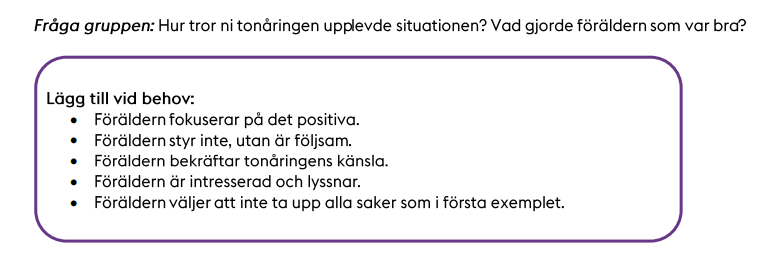 Fråga gruppen: Hur tror ni tonåringen upplevde situationen? Vad gjorde föräldern som var bra?
Lägg till vid behov:
• Föräldern fokuserar på det positiva.
• Föräldern styr inte, utan är följsam.
• Föräldern bekräftar tonåringens känsla.
• Föräldern är intresserad och lyssnar.
• Föräldern väljer att inte ta upp alla saker som i första exemplet.